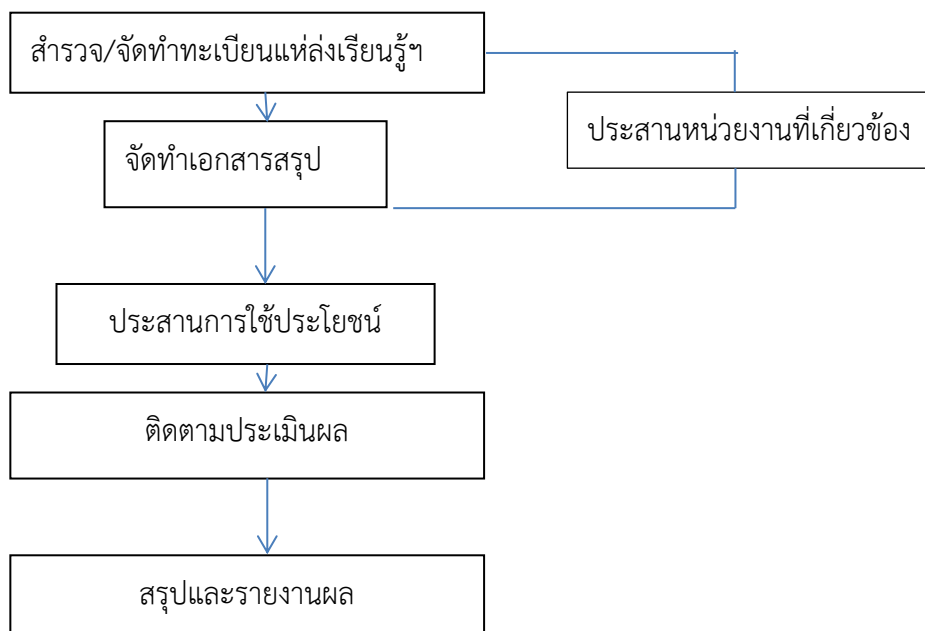 สำรวจ/จัดทำทะเบียนแห่ล่งเรียนรู้ฯ
ประสานหน่วยงานที่เกี่ยวข้อง
จัดทำเอกสารสรุป
ประสานการใช้ประโยชน์
ติดตามประเมินผล
สรุปและรายงานผล